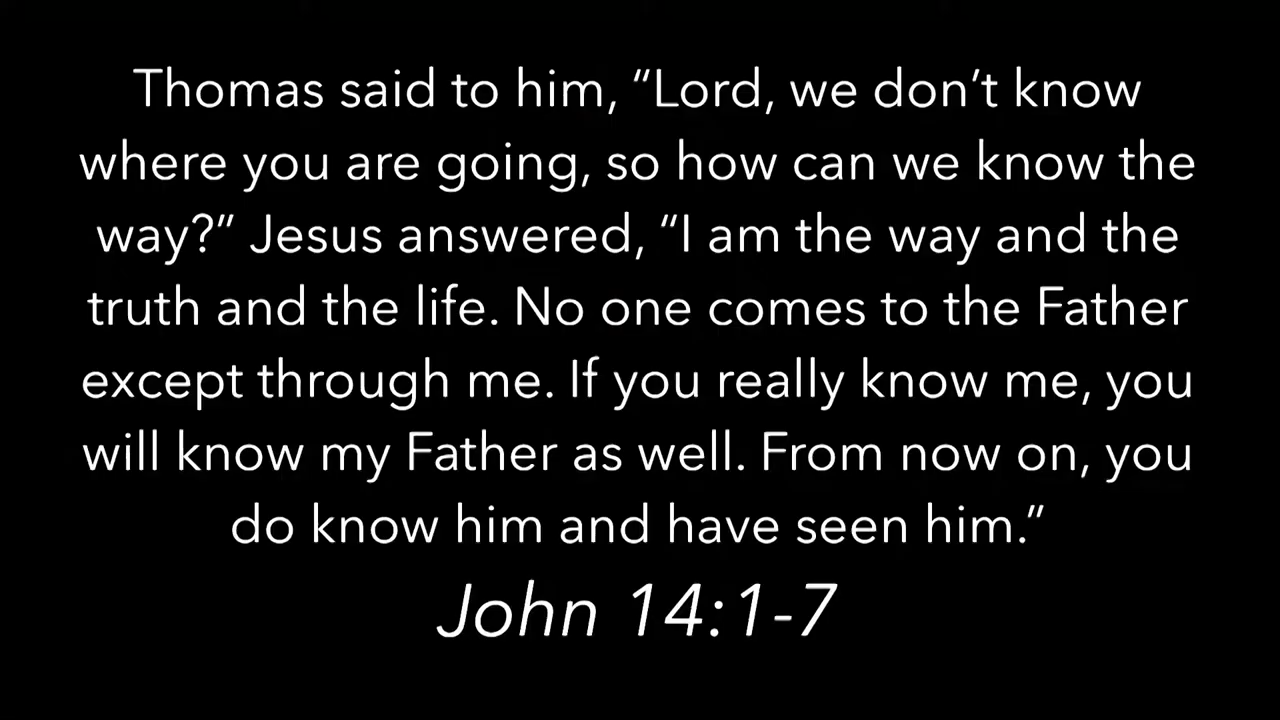 Thomas said to him, “Lord, we don’t know
where you are going, so how can we know the
way?” Jesus answered, “I am the way and the
truth and the life. No one comes to the Father
except through me. If you really know me, you
will know my Father as well. From now on, you
do know him and have seen him.”
John 14:1-7